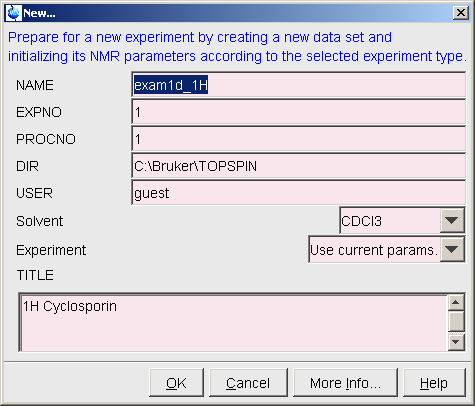 New...
Prepare for a new experiment by creating a new data set and
initializing its NMR parameters according to the selected experiment type.
NAME exam1d_1H
EXPNO 1
PROCNO 1
DIR C:\Bruker\TOPSPIN
USER guest
Solvent CDCl3
Experiment Use current params.
TITLE
1H Cyclosporin
OK Cancel More Info... Help